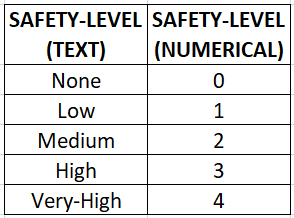 SAFETY-LEVEL SAFETY-LEVEL
(TEXT) (NUMERICAL)
None 0
Low 1
Medium 2
High 3
Very-High 4